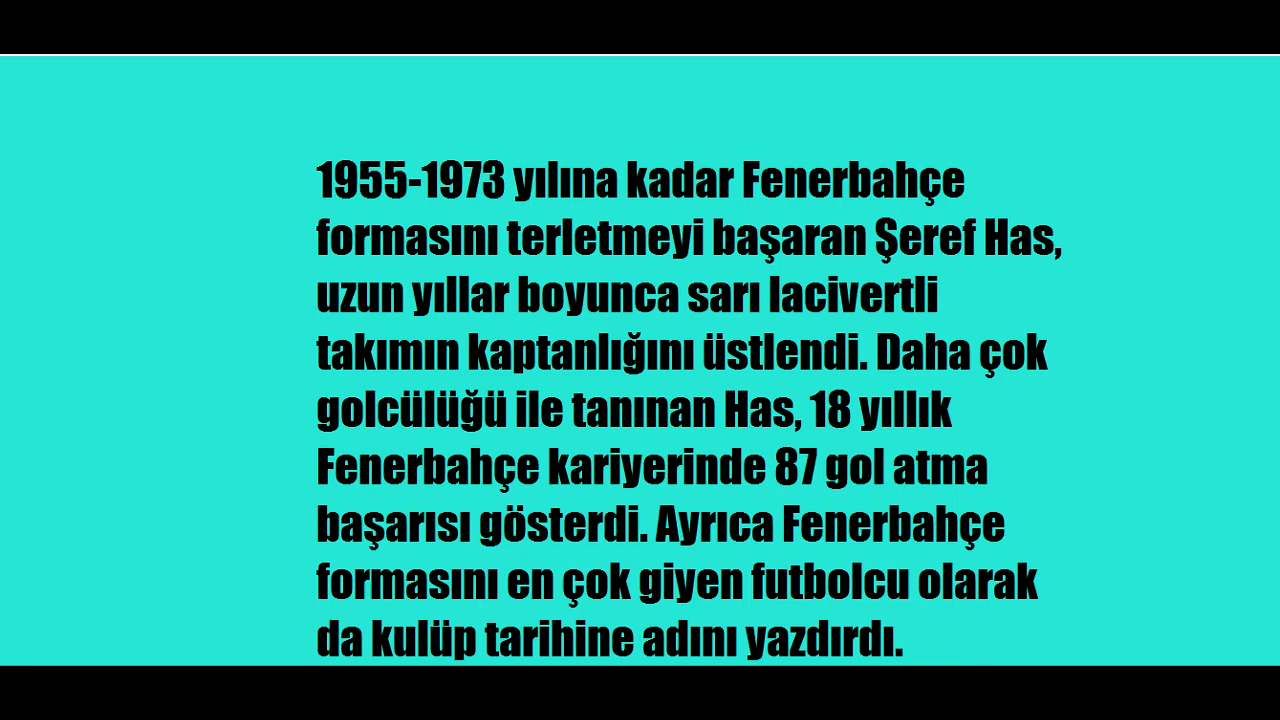 1955-1973 yılına kadar Fenerbahçe
formasını terletmeyi başaran Şeref Has,
uzun yıllar boyunca sarı lacivertli
takımın kaptanlığını üstlendi. Daha çok
golcülüğü ile tanınan Has, 18 yıllık
Fenerbahçe kariyerinde 87 gol atma
başarısı gösterdi. Ayrıca Fenerbahçe
formasını en çok giyen futbolcu olarak
da kulüp tarihine adını yazdırdı.